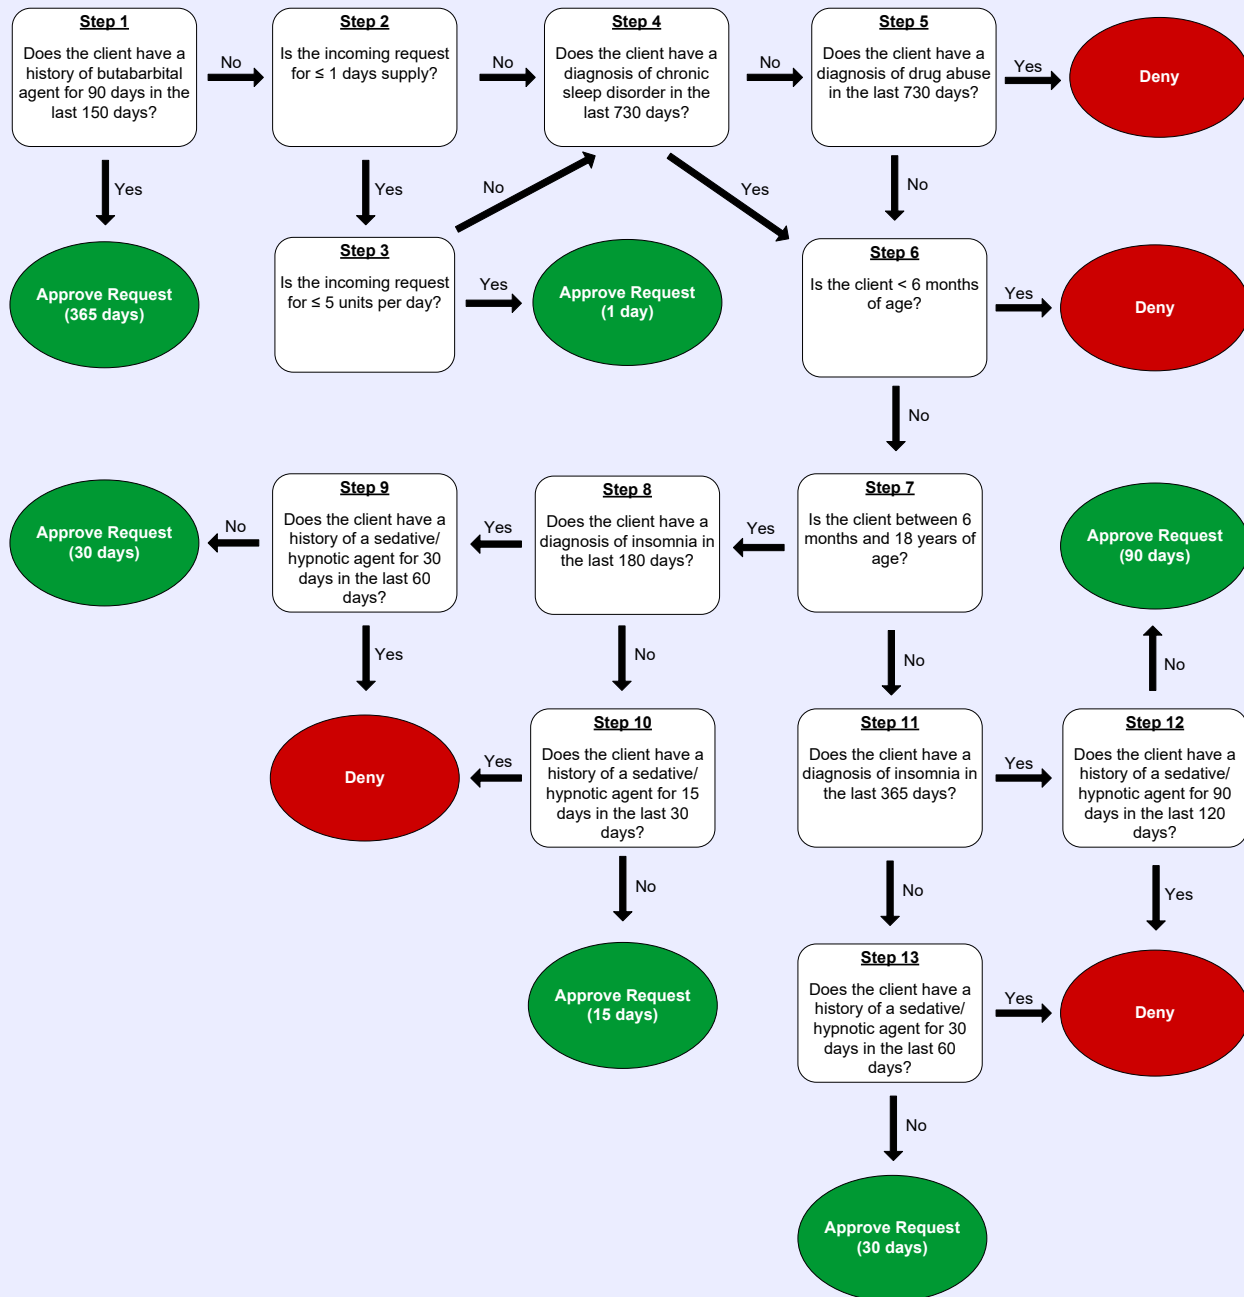 Step 1
Does the client have a
history of butabarbital
agent for 90 days in the
last 150 days?
No
Step 2
Is the incoming request
for ≤ 1 days supply?
No
Step 4
Does the client have a
diagnosis of chronic
sleep disorder in the
last 730 days?
No
Step 5
Does the client have a
diagnosis of drug abuse
in the last 730 days?
Yes
Deny
Yes
Yes
No
Yes
No
Approve Request
(365 days)
Step 3
Is the incoming request
for ≤ 5 units per day?
Yes
Approve Request
(1 day)
Step 6
Is the client < 6 months
of age?
Yes
Deny
No
Approve Request
(30 days)
No
Step 9
Does the client have a
history of a sedative/
hypnotic agent for 30
days in the last 60
days?
Yes
Step 8
Does the client have a
diagnosis of insomnia in
the last 180 days?
Yes
Step 7
Is the client between 6
months and 18 years of
age?
Approve Request
(90 days)
Yes
No
No
No
Deny
Yes
Step 10
Does the client have a
history of a sedative/
hypnotic agent for 15
days in the last 30
days?
Step 11
Does the client have a
diagnosis of insomnia in
the last 365 days?
Yes
Step 12
Does the client have a
history of a sedative/
hypnotic agent for 90
days in the last 120
days?
No
No
Yes
Approve Request
(15 days)
Step 13
Does the client have a
history of a sedative/
hypnotic agent for 30
days in the last 60
days?
Yes
Deny
No
Approve Request
(30 days)